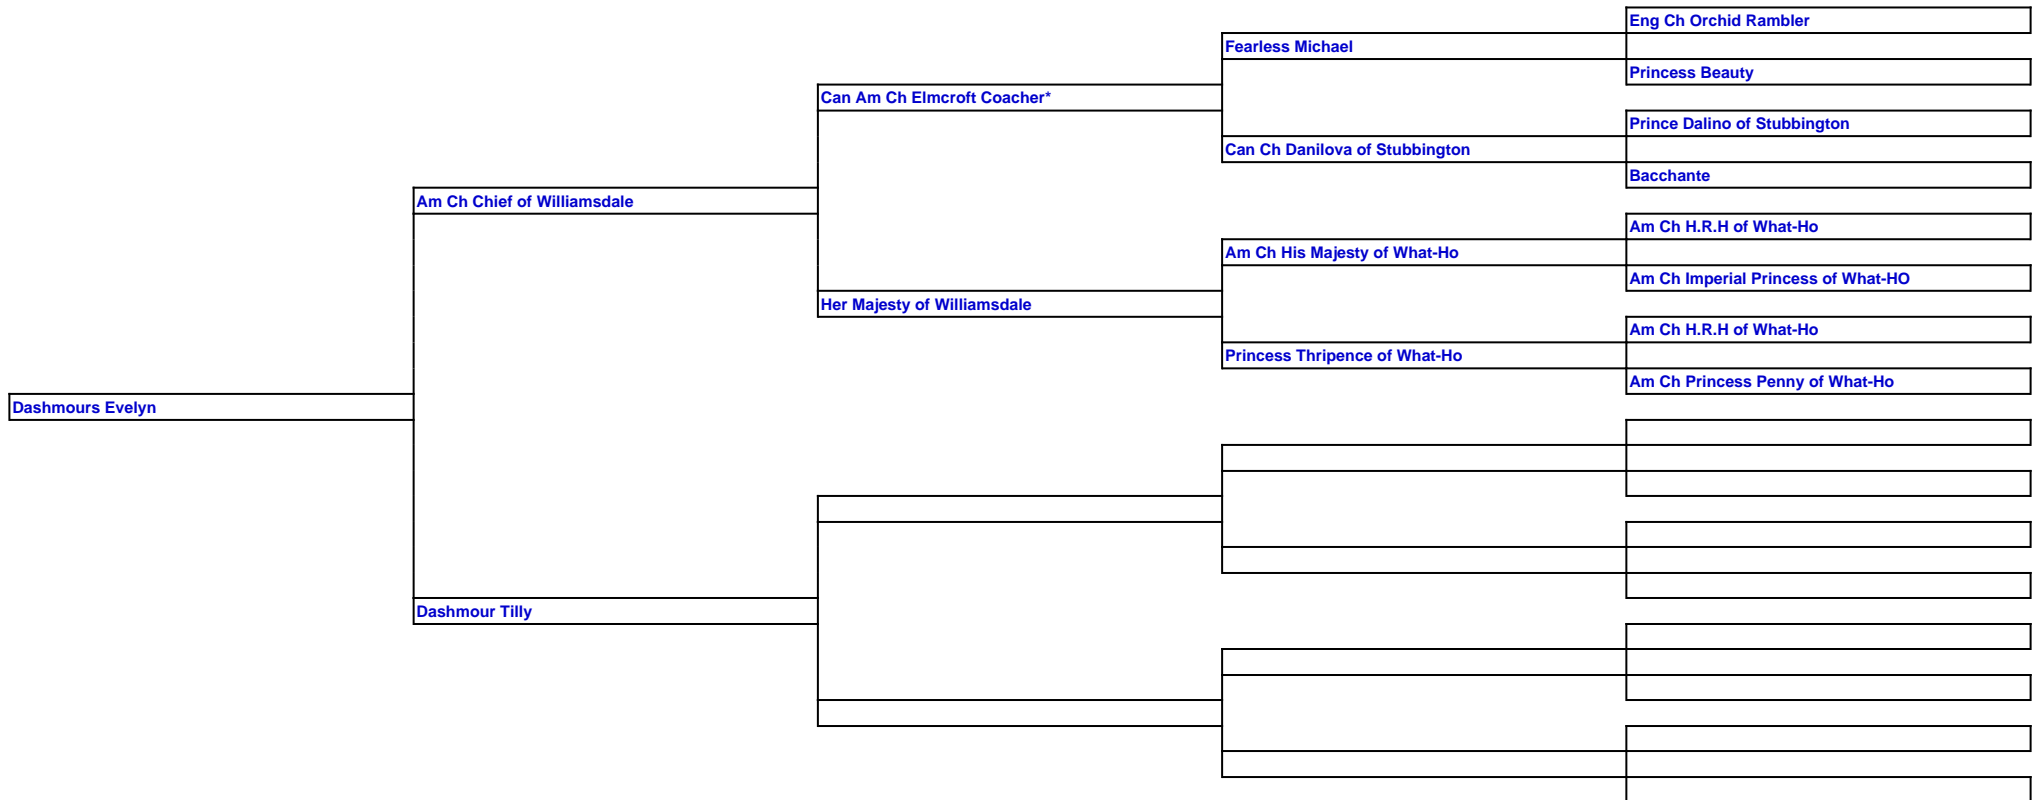 Eng Ch Orchid Rambler
Fearless Michael
Princess Beauty
Can Am Ch Elmcroft Coacher*
Prince Dalino of Stubbington
Can Ch Danilova of Stubbington
Bacchante
Am Ch Chief of Williamsdale
Am Ch H.R.H of What-Ho
Am Ch His Majesty of What-Ho
Am Ch Imperial Princess of What-HO
Her Majesty of Williamsdale
Am Ch H.R.H of What-Ho
Princess Thripence of What-Ho
Am Ch Princess Penny of What-Ho
Dashmours Evelyn
Dashmour Tilly